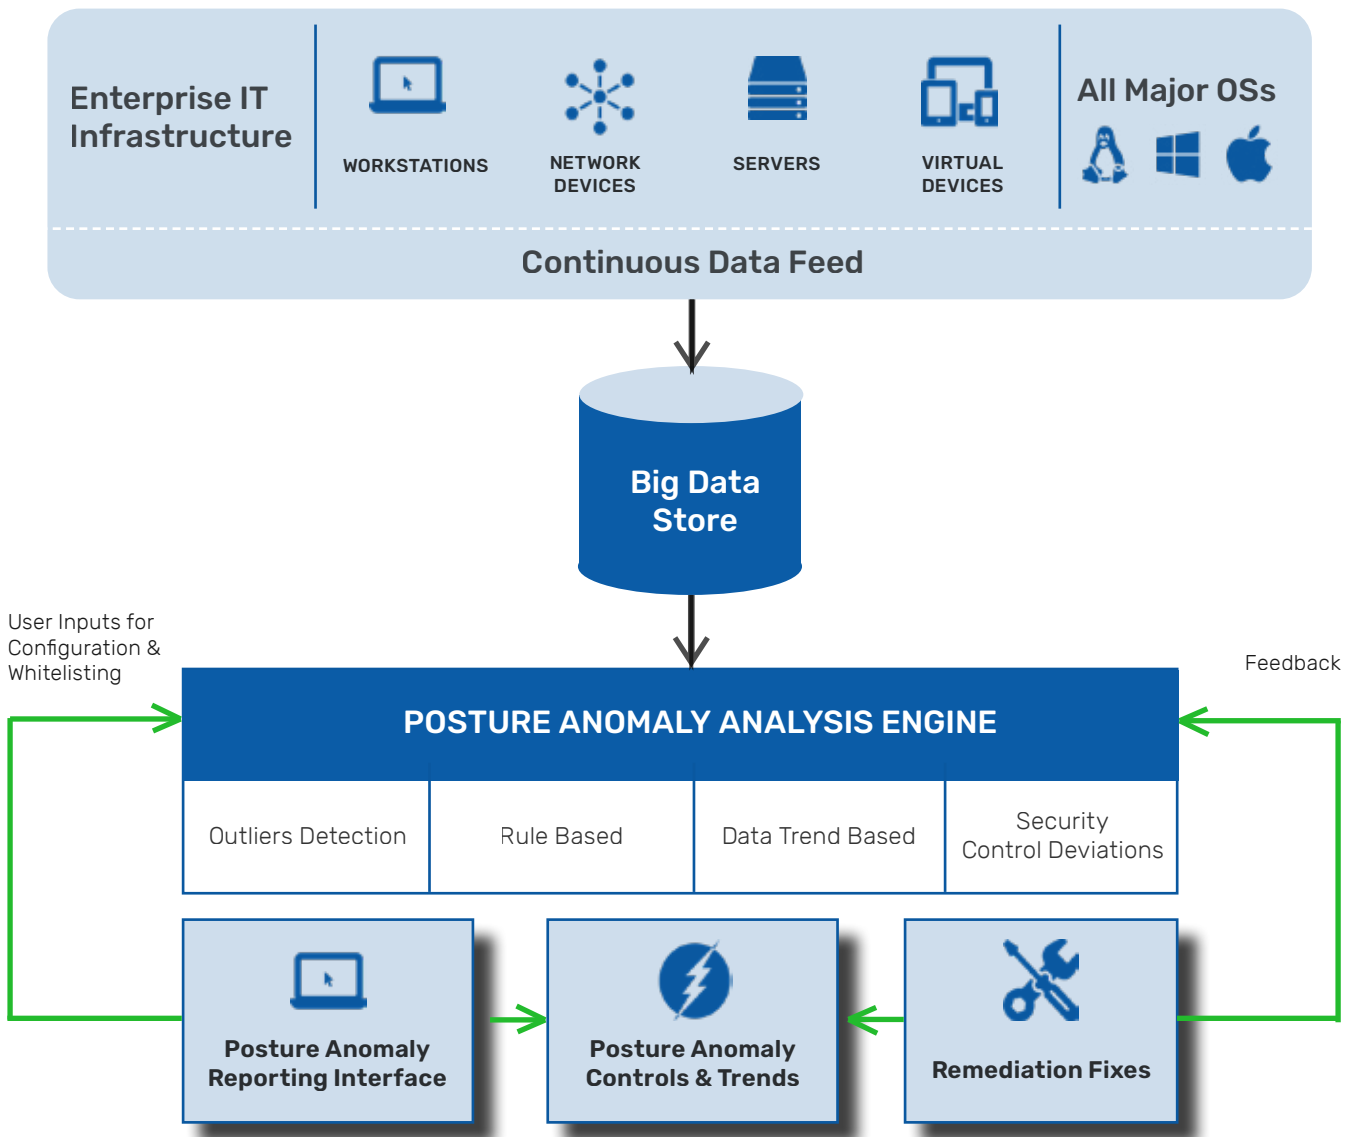 Enterprise IT
Infrastructure
WORKSTATIONS
NETWORK
DEVICES
SERVERS
VIRTUAL
DEVICES
All Major OSs
Continuous Data Feed
Big Data
Store
User Inputs for
Configuration &
Whitelisting
Feedback
POSTURE ANOMALY ANALYSIS ENGINE
Outliers Detection
Rule Based
Data Trend Based
Security
Control Deviations
Posture Anomaly
Reporting Interface
Posture Anomaly
Controls & Trends
Remediation Fixes